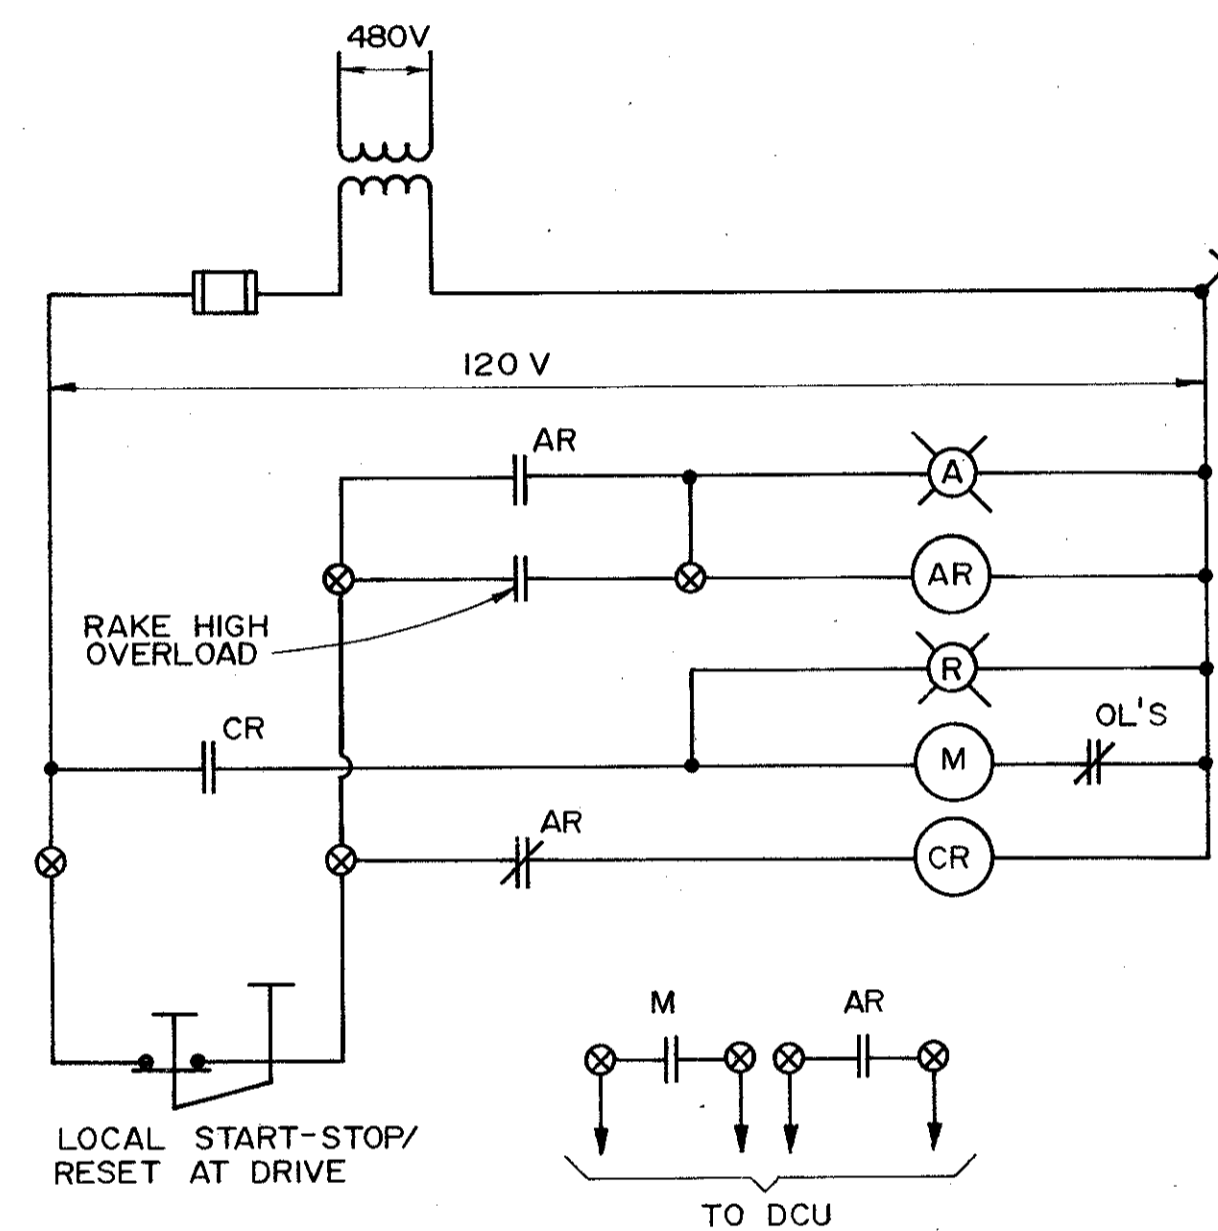 480V
120 V
AR
A
AR
RAKE HIGH
OVERLOAD
R
CR
OL'S
M
AR
CR
M
AR
LOCAL START-STOP/
RESET AT DRIVE
TO DCU